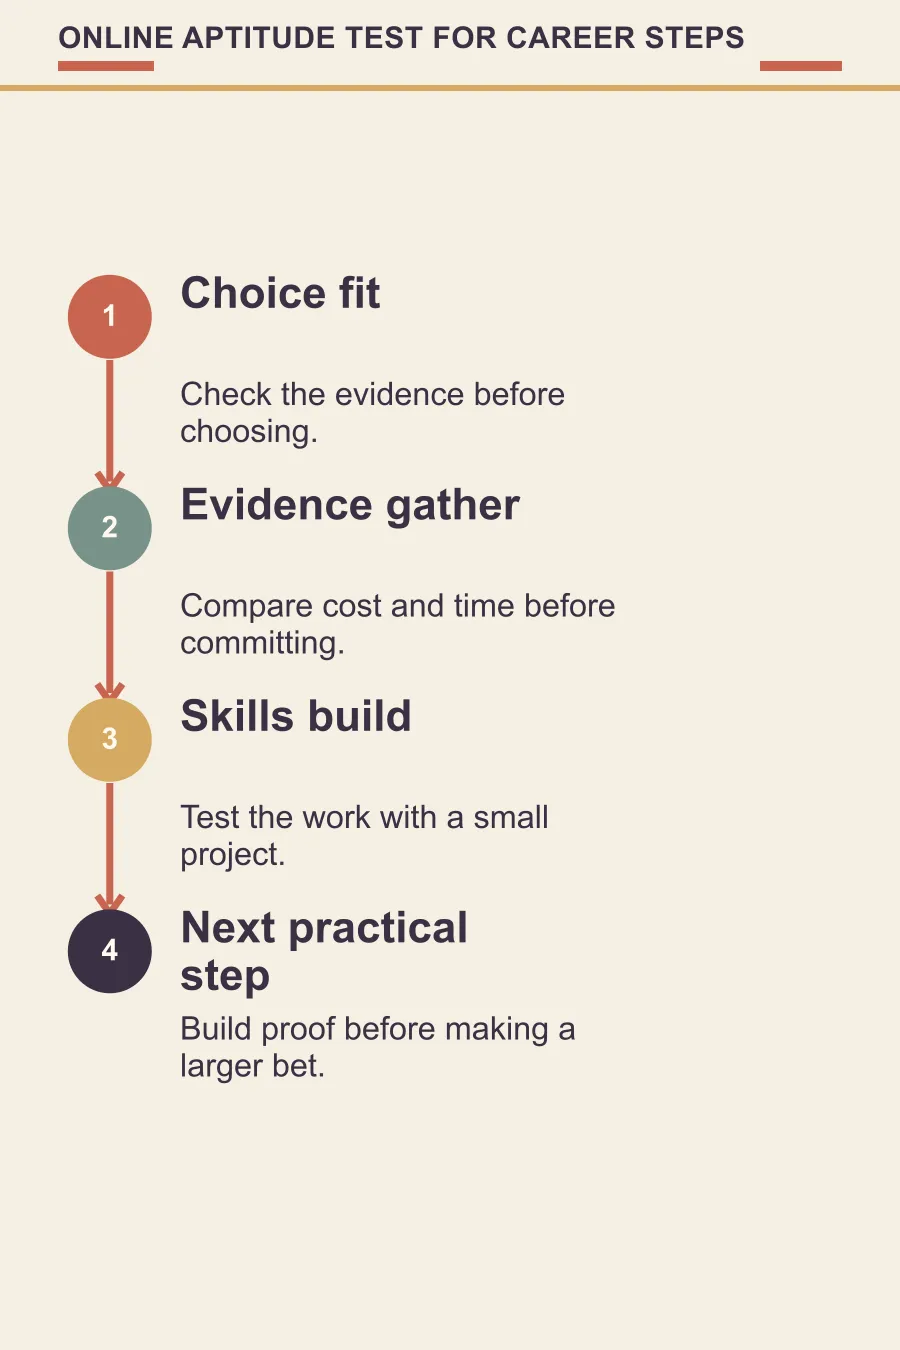 ONLINE APTITUDE TEST FOR CAREER STEPS
1
Choice fit
Check the evidence before
choosing.
2
Evidence gather
Compare cost and time before
committing.
3
Skills build
Test the work with a small
project.
4
Next practical
step
Build proof before making a
larger bet.